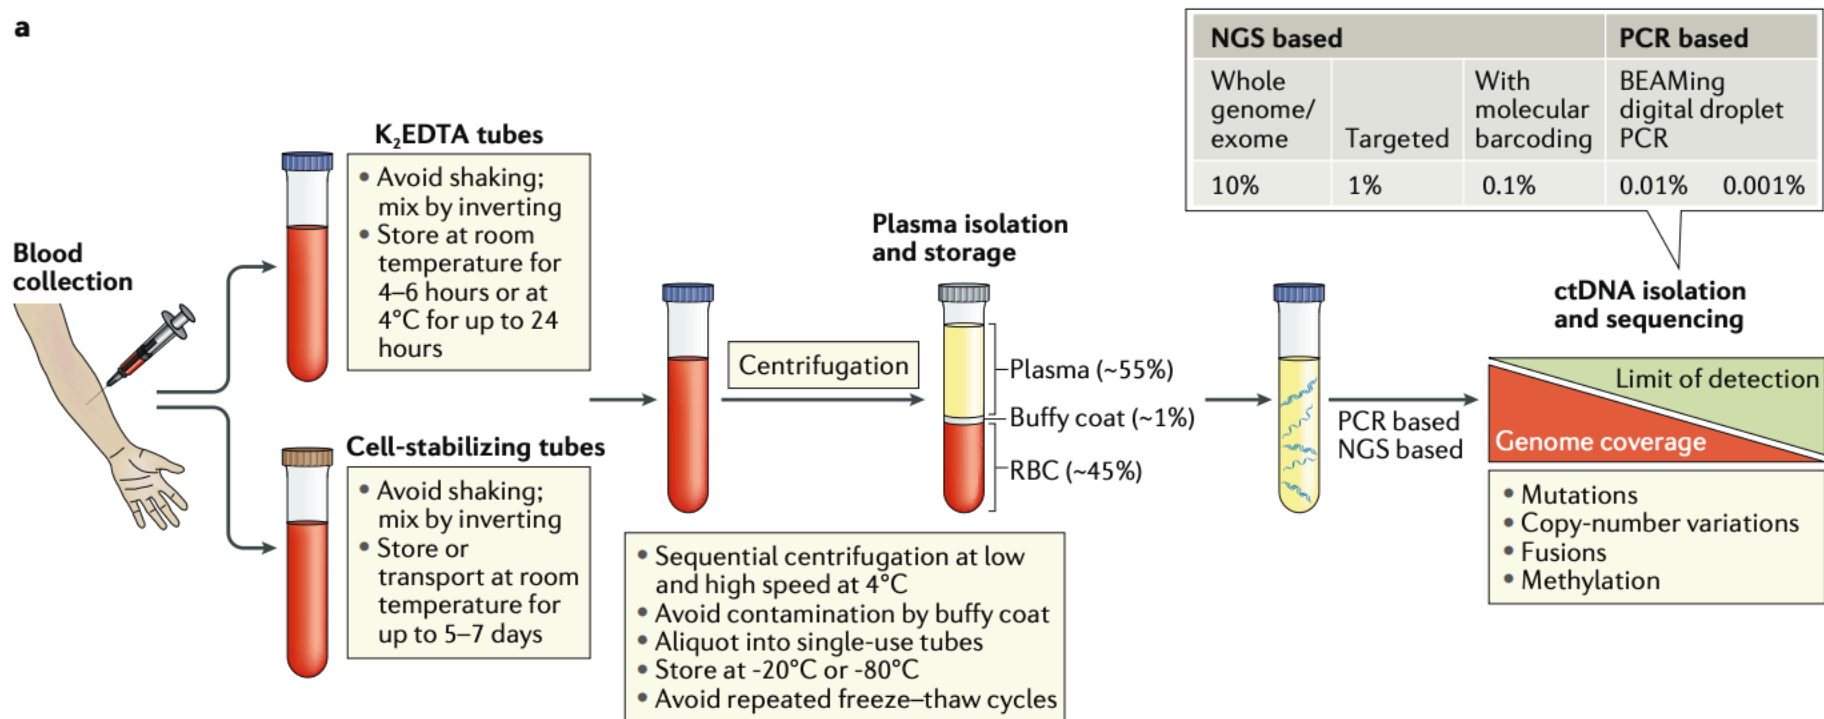 a
Blood
collection
K₂EDTA tubes
• Avoid shaking;
mix by inverting
• Store at room
temperature for
4–6 hours or at
4°C for up to 24
hours
Cell-stabilizing tubes
• Avoid shaking;
mix by inverting
• Store or
transport at room
temperature for
up to 5–7 days
Centrifugation
Plasma isolation
and storage
Plasma (~55%)
Buffy coat (~1%)
RBC (~45%)
• Sequential centrifugation at low
and high speed at 4°C
• Avoid contamination by buffy coat
• Aliquot into single-use tubes
• Store at -20°C or -80°C
• Avoid repeated freeze–thaw cycles
PCR based
NGS based
NGS based
PCR based
Whole
genome/
exome
Targeted
With
molecular
barcoding
BEAMing
digital droplet
PCR
10%
1%
0.1%
0.01%
0.001%
ctDNA isolation
and sequencing
Limit of detection
Genome coverage
• Mutations
• Copy-number variations
• Fusions
• Methylation